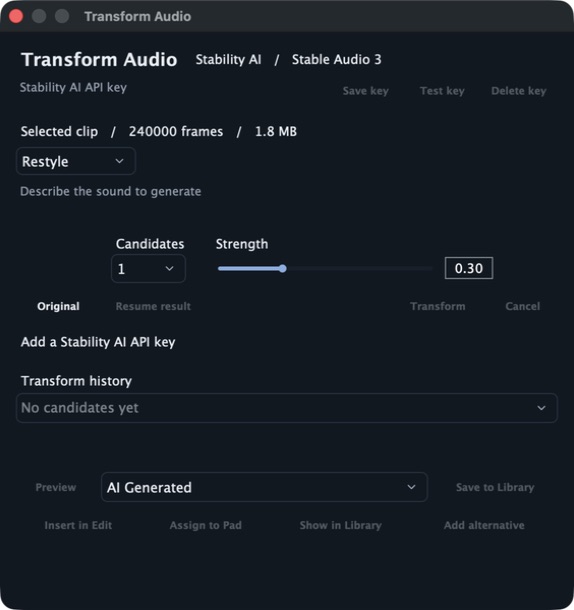 Transform Audio
Transform Audio Stability AI / Stable Audio 3
Stability AI API key
Save key Test key Delete key
Selected clip / 240000 frames / 1.8 MB
Restyle
Describe the sound to generate
Candidates Strength
1 0.30
Original Resume result Transform Cancel
Add a Stability AI API key
Transform history
No candidates yet
Preview AI Generated Save to Library
Insert in Edit Assign to Pad Show in Library Add alternative